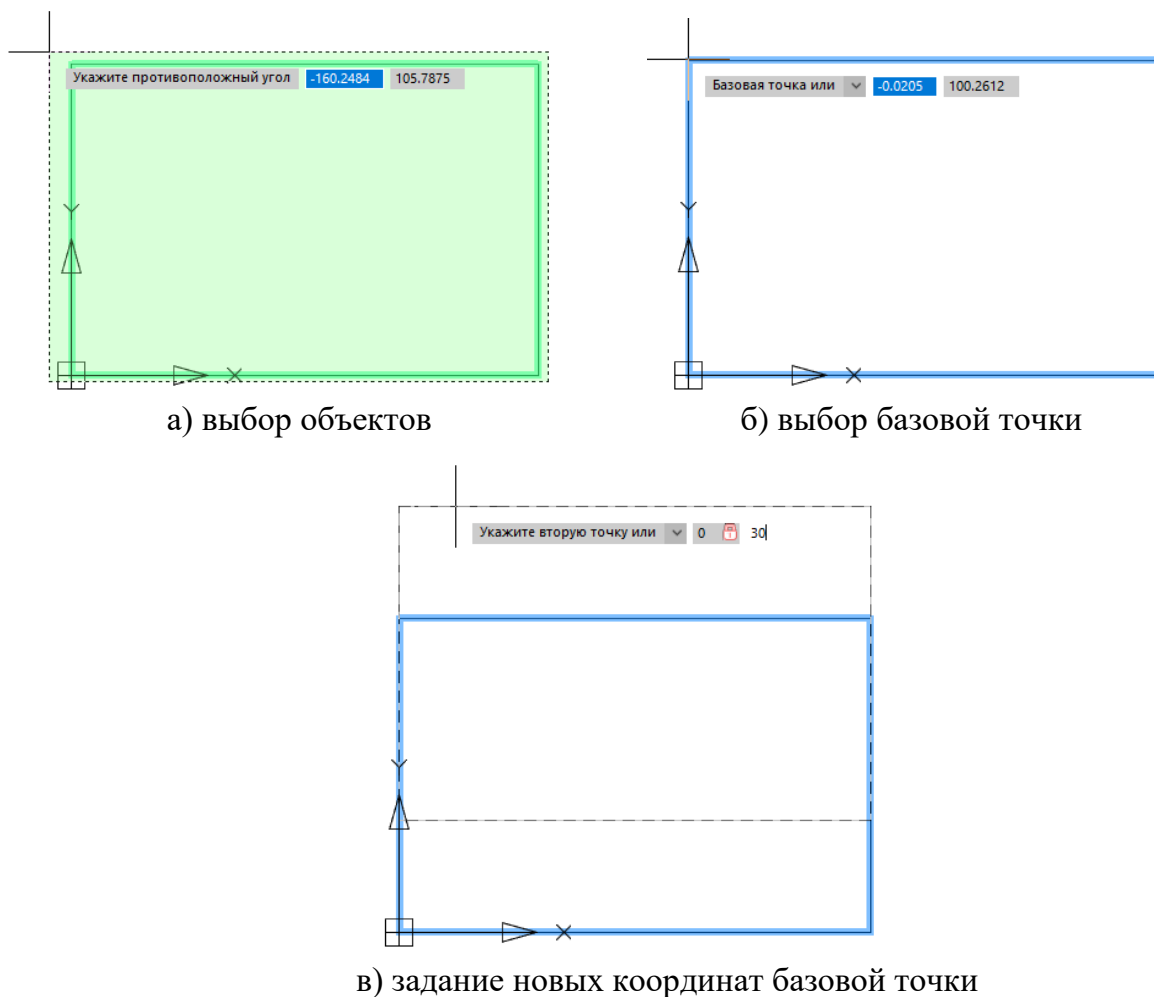 Укажите противоположный угол -160.2484 105.7875
Базовая точка или -0.0205 100.2612
а) выбор объектов
б) выбор базовой точки
Укажите вторую точку или 0 30
в) задание новых координат базовой точки